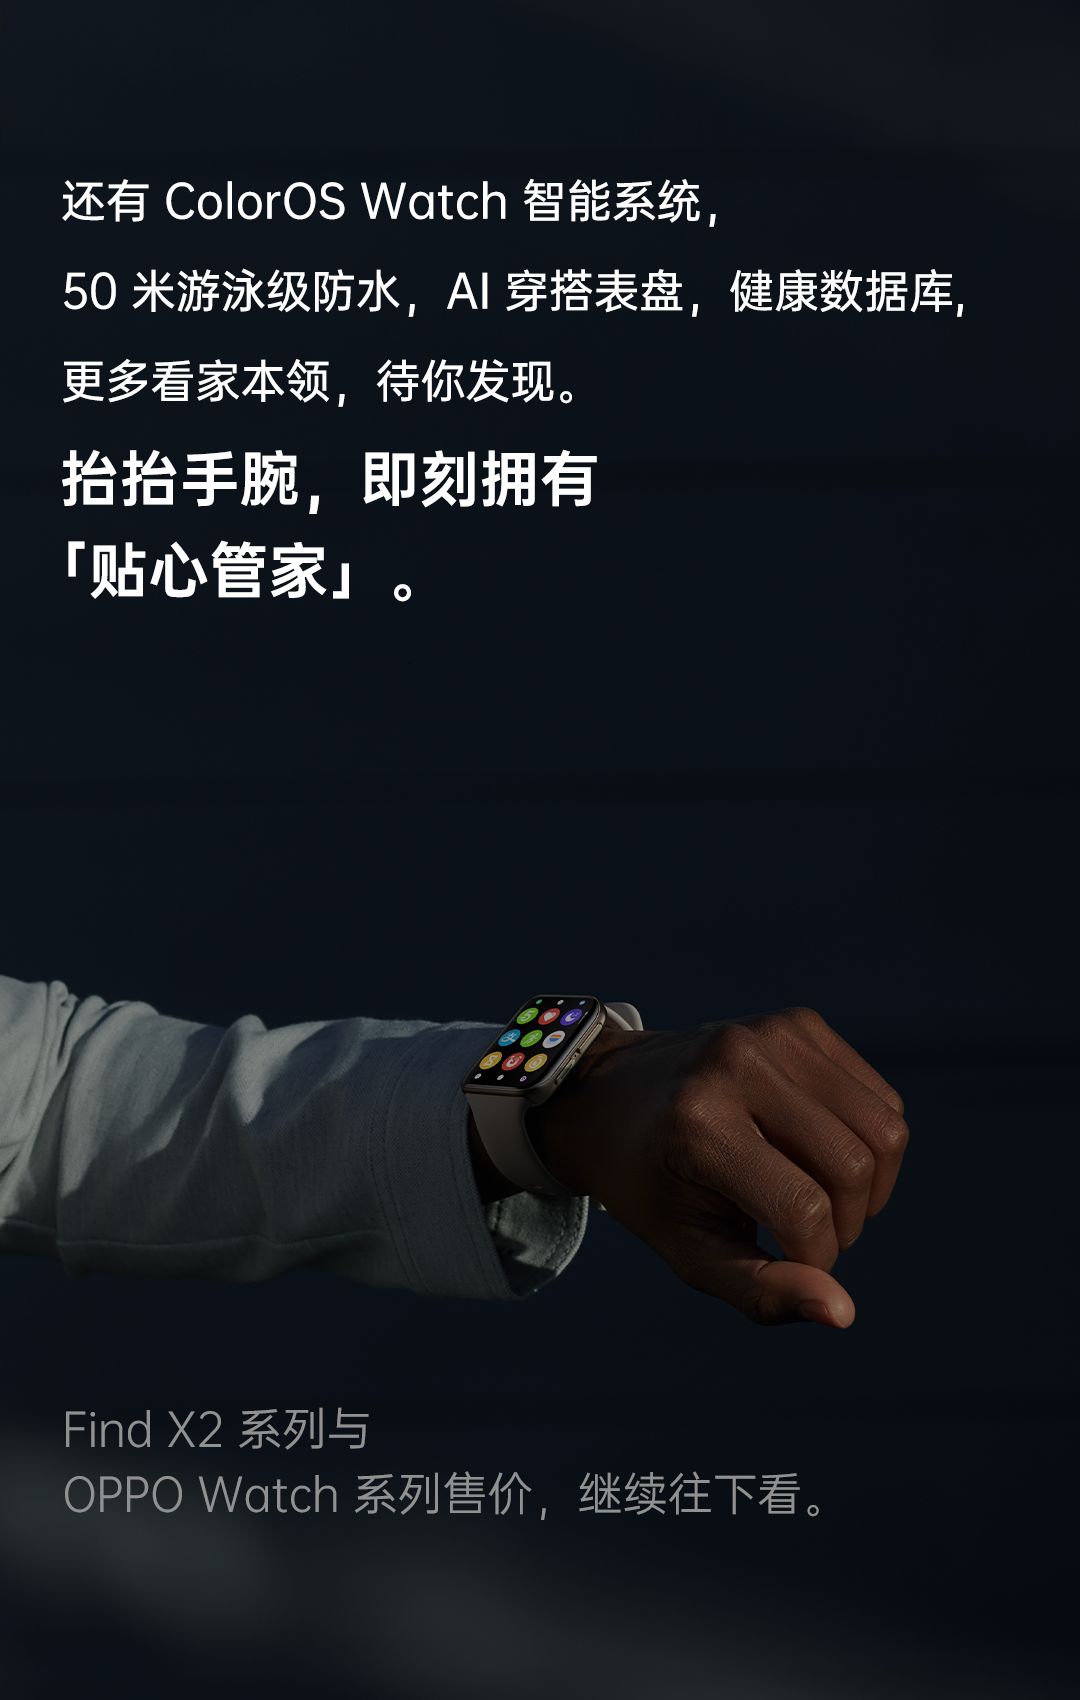 还有 ColorOS Watch 智能系统，
50 米游泳级防水，AI 穿搭表盘，健康数据库，
更多看家本领，待你发现。
抬抬手腕，即刻拥有
「贴心管家」。
Find X2 系列与
OPPO Watch 系列售价，继续往下看。